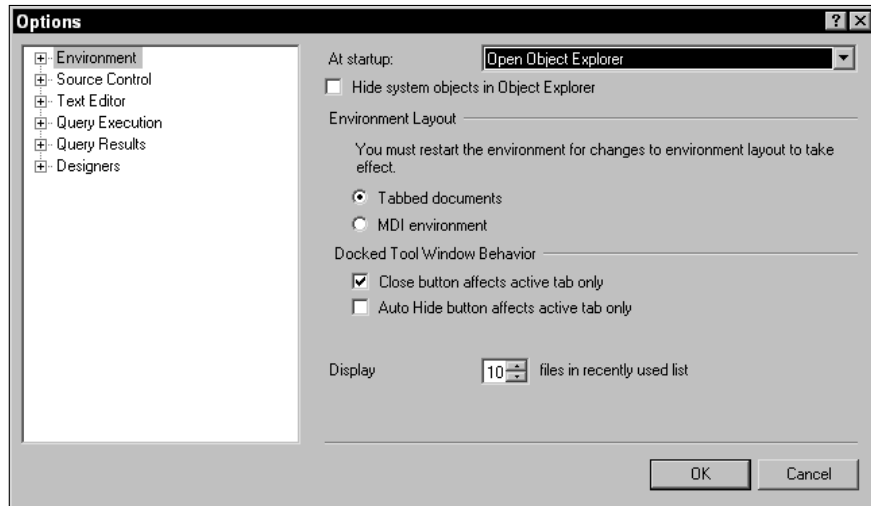 Options
Environment
Source Control
Text Editor
Query Execution
Query Results
Designers
At startup: Open Object Explorer
Hide system objects in Object Explorer
Environment Layout
You must restart the environment for changes to environment layout to take
effect.
Tabbed documents
MDI environment
Docked Tool Window Behavior
Close button affects active tab only
Auto Hide button affects active tab only
Display 10 files in recently used list
OK Cancel